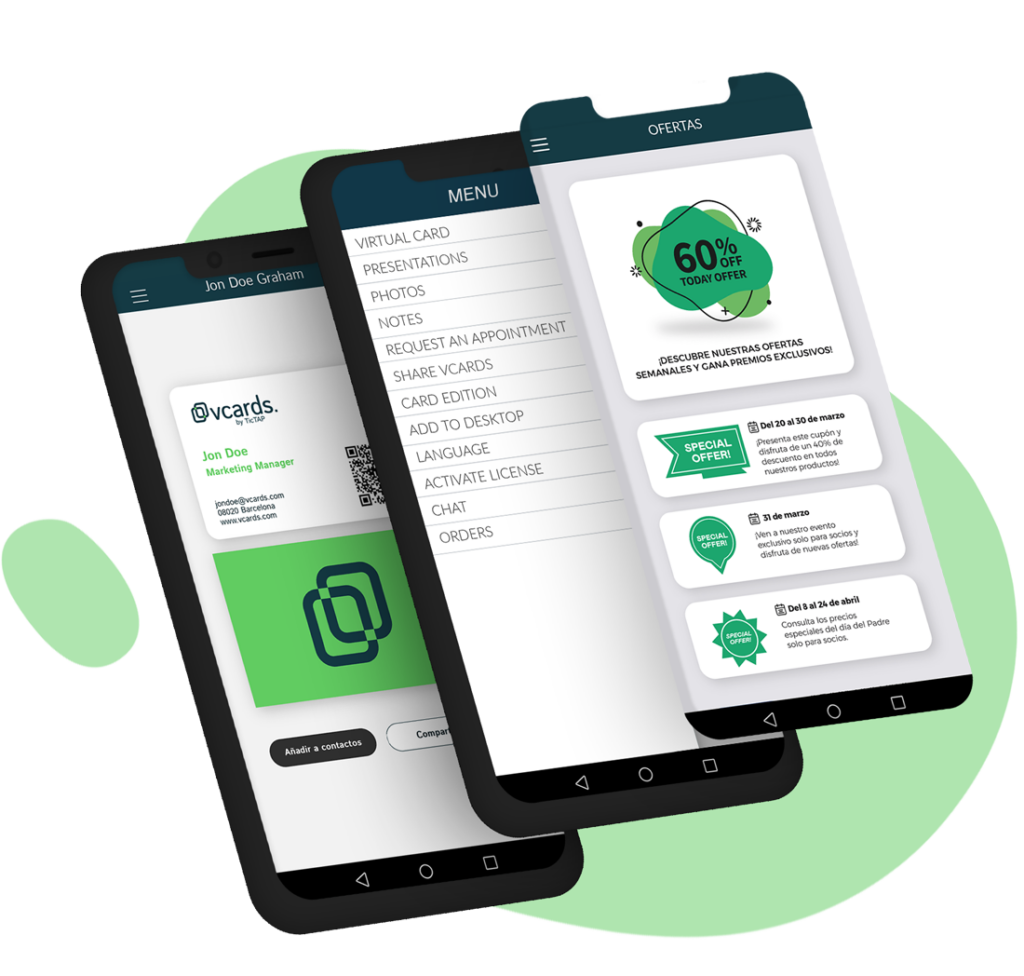 Jon Doe Graham
vcards.
by TicTAP
Jon Doe
Marketing Manager
jondoe@vcards.com
08020 Barcelona
www.vcards.com
Añadir a contactos
MENU
VIRTUAL CARD
PRESENTATIONS
PHOTOS
NOTES
REQUEST AN APPOINTMENT
SHARE VCARDS
CARD EDITION
ADD TO DESKTOP
LANGUAGE
ACTIVATE LICENSE
CHAT
ORDERS
OFERTAS
60%
OFF
TODAY OFFER
¡DESCUBRE NUESTRAS OFERTAS
SEMANALES Y GANA PREMIOS EXCLUSIVOS!
SPECIAL
OFFER!
Del 20 al 30 de marzo
¡Presenta este cupón y
disfruta de un 40% de
descuento en todos
nuestros productos!
SPECIAL
OFFER!
31 de marzo
¡Ven a nuestro evento
exclusivo solo para socios y
disfruta de nuevas ofertas!
SPECIAL
OFFER!
Del 8 al 24 de abril
Consulta los precios
especiales del día del Padre
solo para socios.